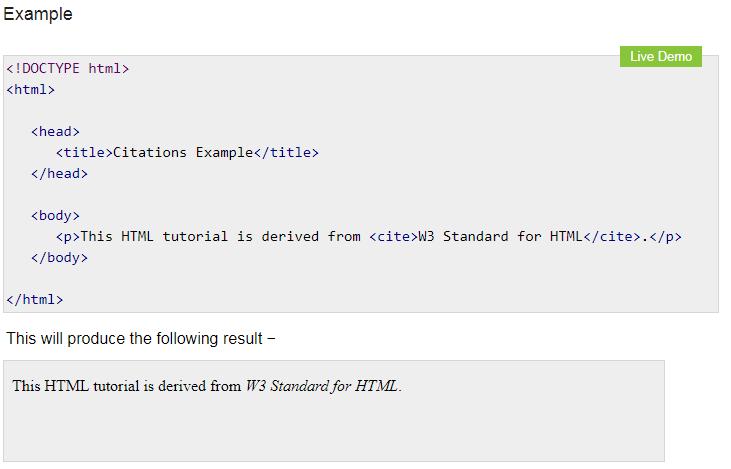 Example
Live Demo
<!DOCTYPE html>
<html>
<head>
<title>Citations Example</title>
</head>
<body>
<p>This HTML tutorial is derived from <cite>W3 Standard for HTML</cite>.</p>
</body>
</html>
This will produce the following result −
This HTML tutorial is derived from W3 Standard for HTML.